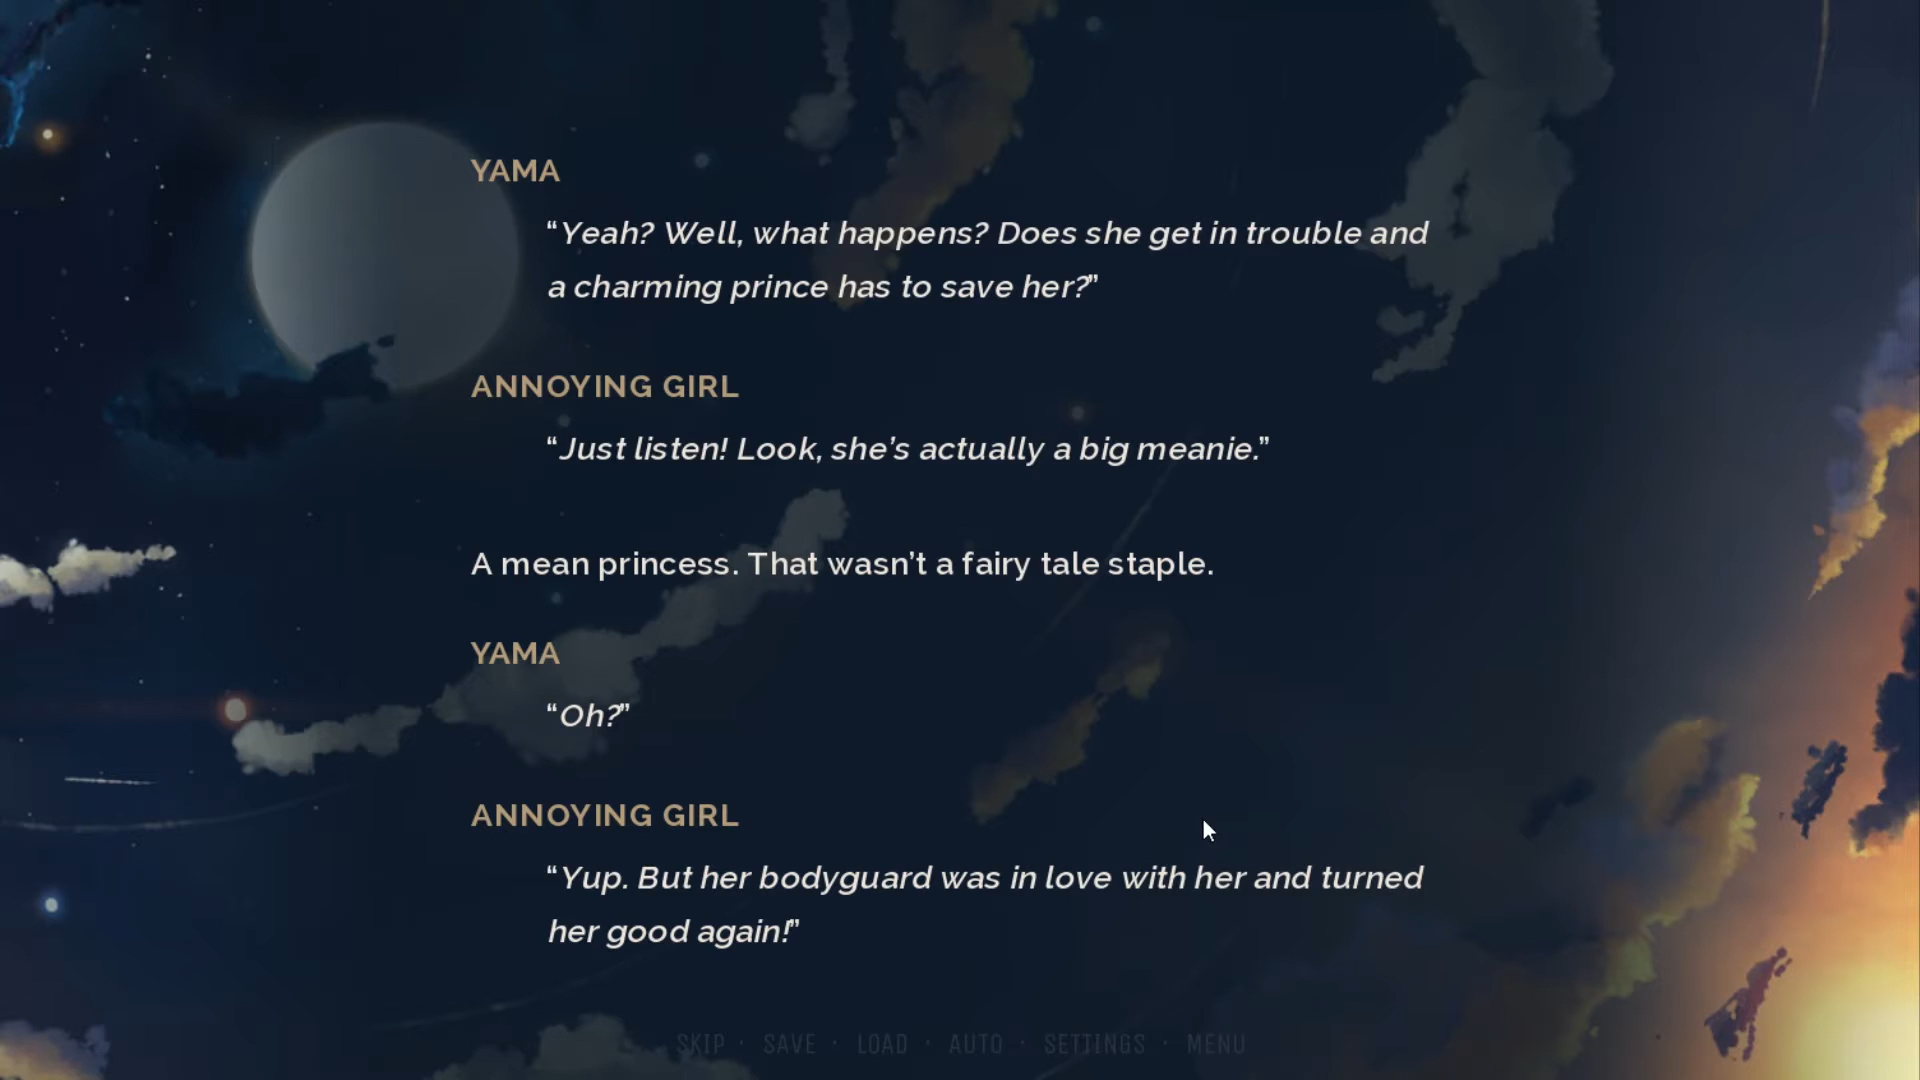 YAMA
“Yeah? Well, what happens? Does she get in trouble and
a charming prince has to save her?”
ANNOYING GIRL
“Just listen! Look, she’s actually a big meanie.”
A mean princess. That wasn’t a fairy tale staple.
YAMA
“Oh?”
ANNOYING GIRL
“Yup. But her bodyguard was in love with her and turned
her good again!”
SKIP · SAVE · LOAD · AUTO · SETTINGS · MENU